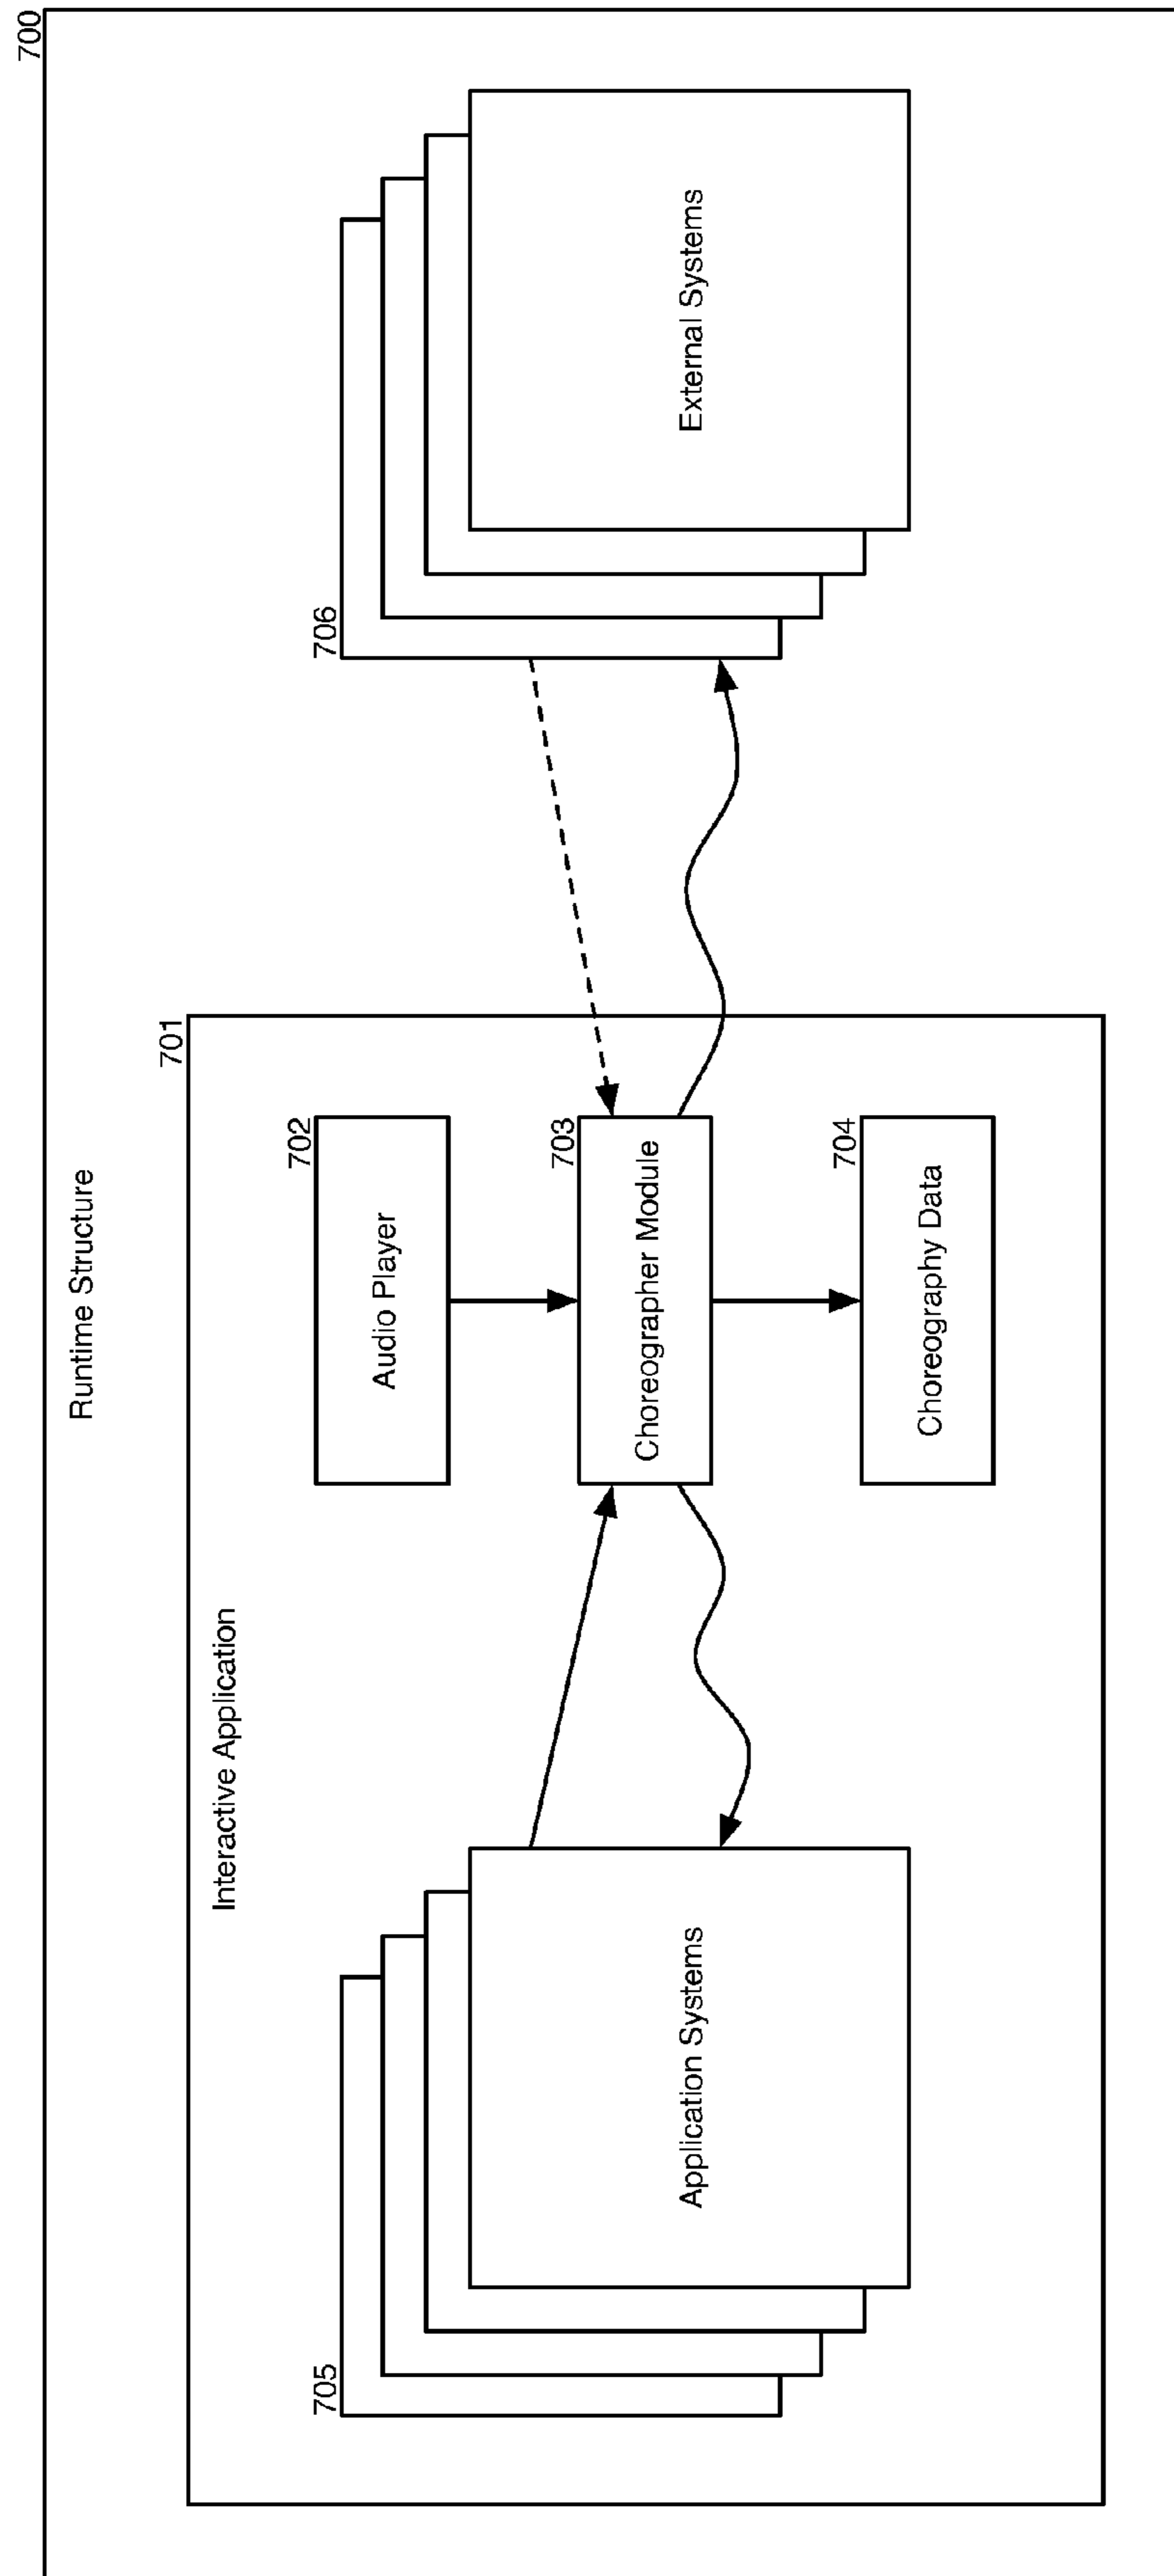 700
Runtime Structure
701
Interactive Application
702
Audio Player
703
Choreographer Module
704
Choreography Data
705
Application Systems
706
External Systems